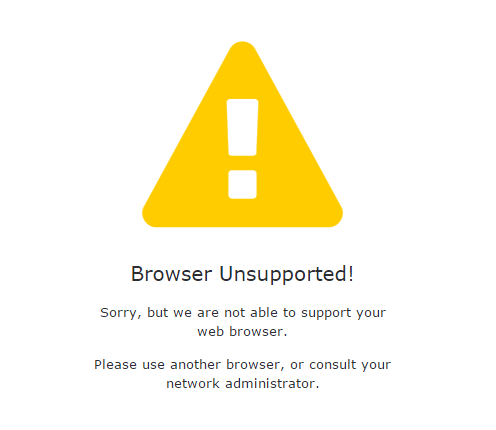 Browser Unsupported!
Sorry, but we are not able to support your
web browser.
Please use another browser, or consult your
network administrator.